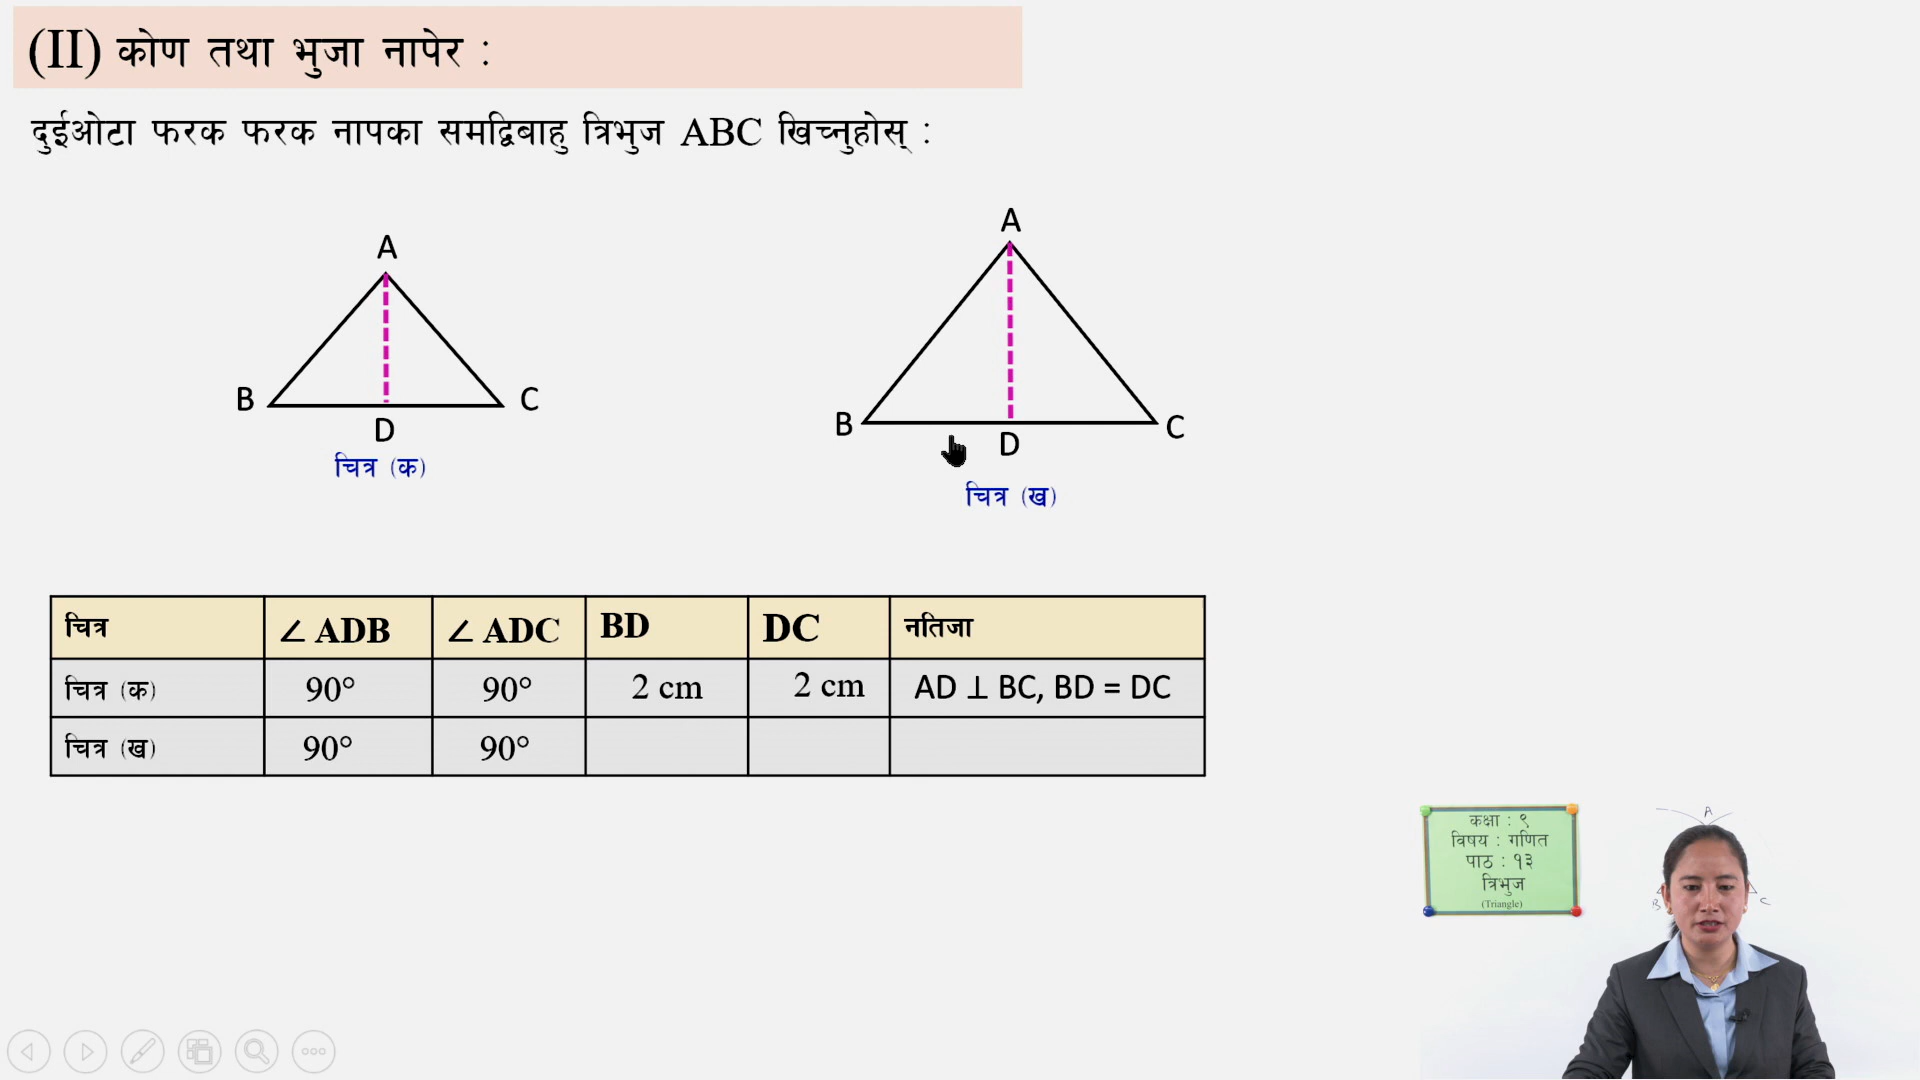 (II) कोण तथा भुजा नापेर :
दुईओटा फरक फरक नापका समद्विबाहु त्रिभुज ABC खिच्नुहोस् :
A
B
C
D
चित्र (क)
A
B
C
D
चित्र (ख)
चित्र ∠ ADB ∠ ADC BD DC नतिजा
चित्र (क) 90° 90° 2 cm 2 cm AD ⊥ BC, BD = DC
चित्र (ख) 90° 90°
कक्षा : ९
विषय : गणित
पाठ : १३
त्रिभुज
(Triangle)
A
B
C